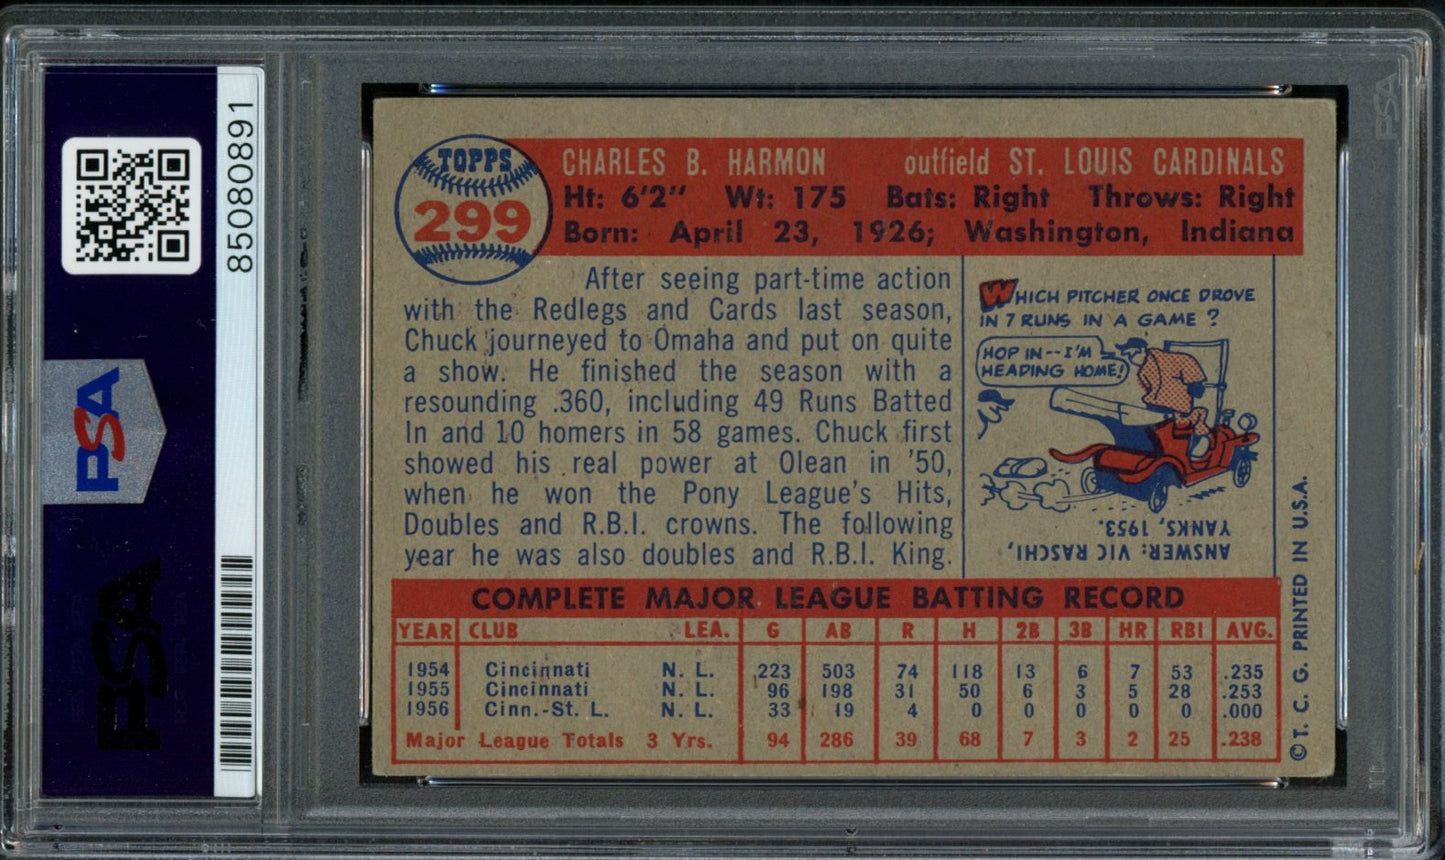 85080891
PSA
PSA
PSA
TOPPS
299
CHARLES B. HARMON outfield ST. LOUIS CARDINALS
Ht: 6'2" Wt: 175 Bats: Right Throws: Right
Born: April 23, 1926; Washington, Indiana
After seeing part-time action
with the Redlegs and Cards last season,
Chuck journeyed to Omaha and put on quite
a show. He finished the season with a
resounding .360, including 49 Runs Batted
In and 10 homers in 58 games. Chuck first
showed his real power at Olean in '50,
when he won the Pony League's Hits,
Doubles and R.B.I. crowns. The following
year he was also doubles and R.B.I. King.
WHICH PITCHER ONCE DROVE
IN 7 RUNS IN A GAME?
HOP IN--I'M
HEADING HOME!
ANSWER: VIC RASCHI,
YANKS, 1953.
COMPLETE MAJOR LEAGUE BATTING RECORD
YEAR CLUB LEA. G AB R H 2B 3B HR RBI AVG.
1954 Cincinnati N. L. 223 503 74 118 13 6 7 53 .235
1955 Cincinnati N. L. 96 198 31 50 6 3 5 28 .253
1956 Cinn.-St. L. N. L. 33 19 4 0 0 0 0 0 .000
Major League Totals 3 Yrs. 94 286 39 68 7 3 2 25 .238
©T. C. G. PRINTED IN U.S.A.